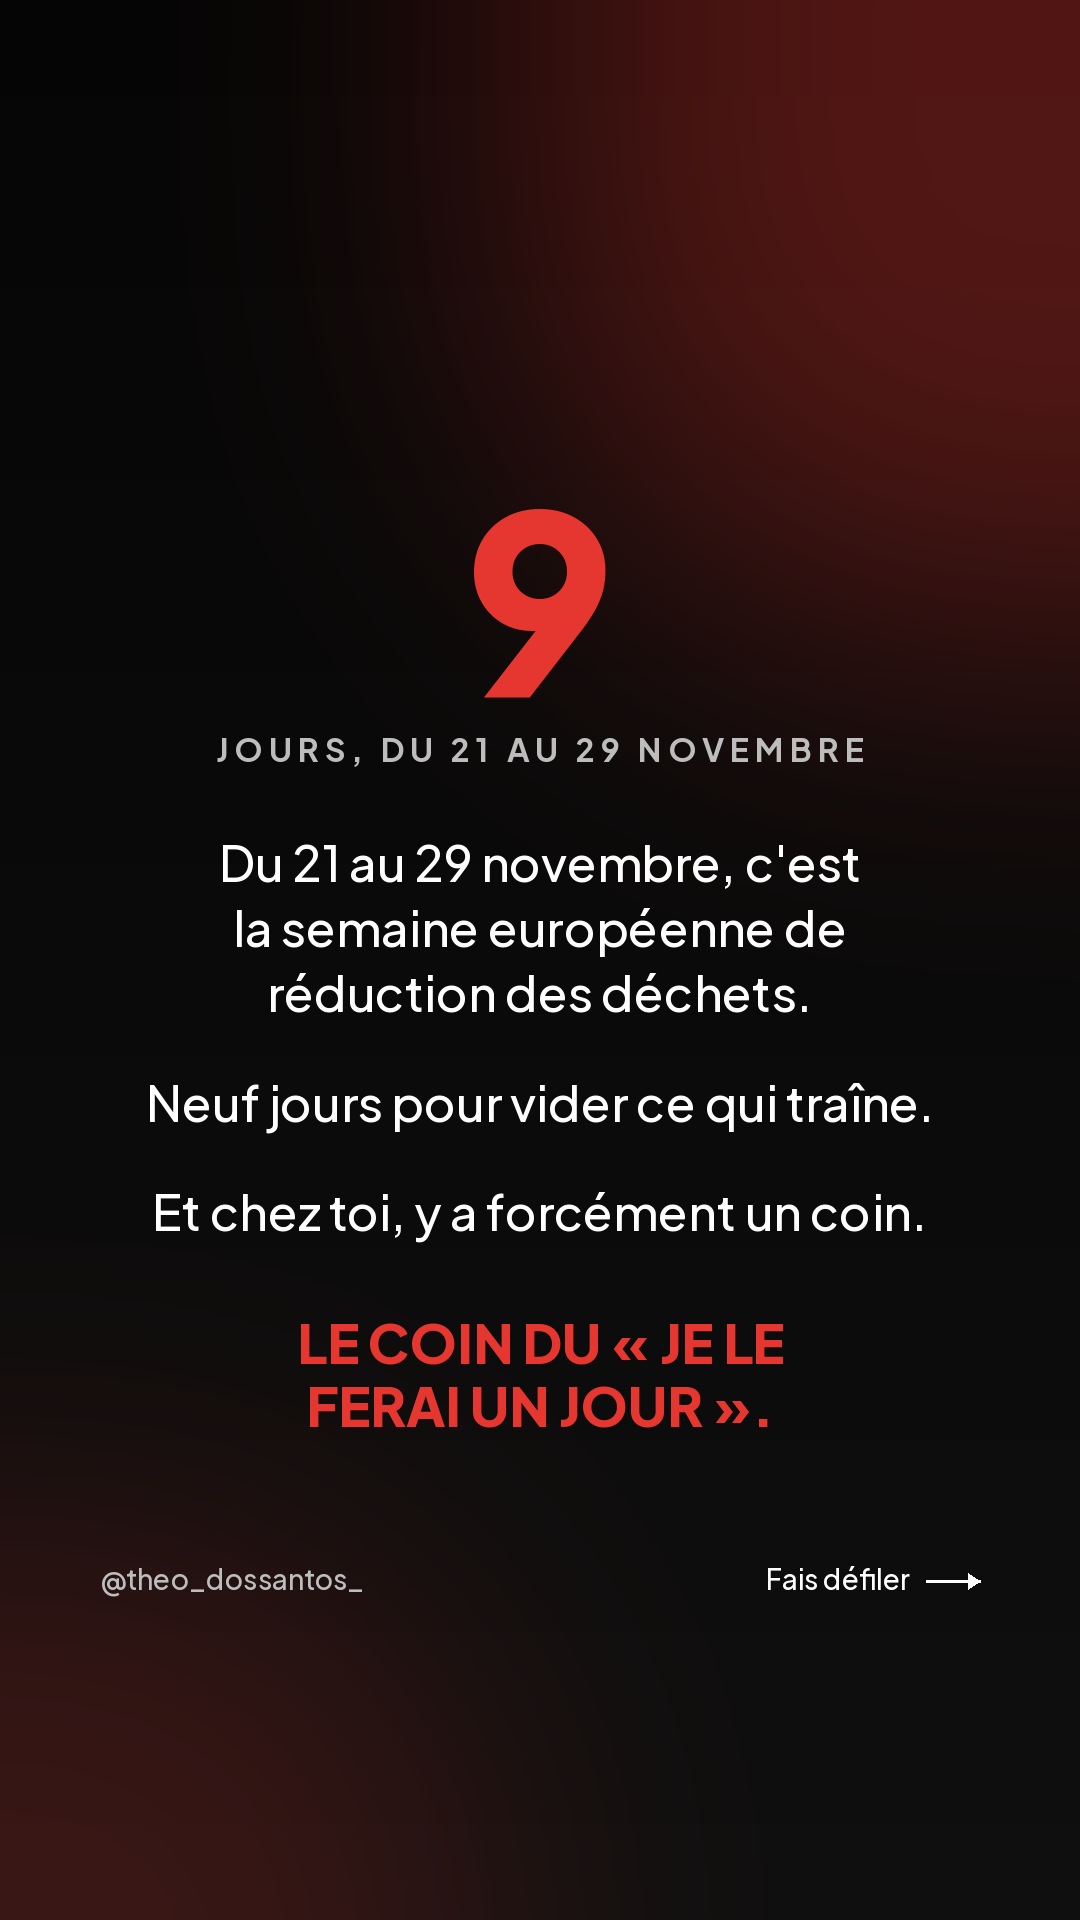 9
JOURS, DU 21 AU 29 NOVEMBRE
Du 21 au 29 novembre, c'est
la semaine européenne de
réduction des déchets.
Neuf jours pour vider ce qui traîne.
Et chez toi, y a forcément un coin.
LE COIN DU « JE LE
FERAI UN JOUR ».
@theo_dossantos_
Fais défiler